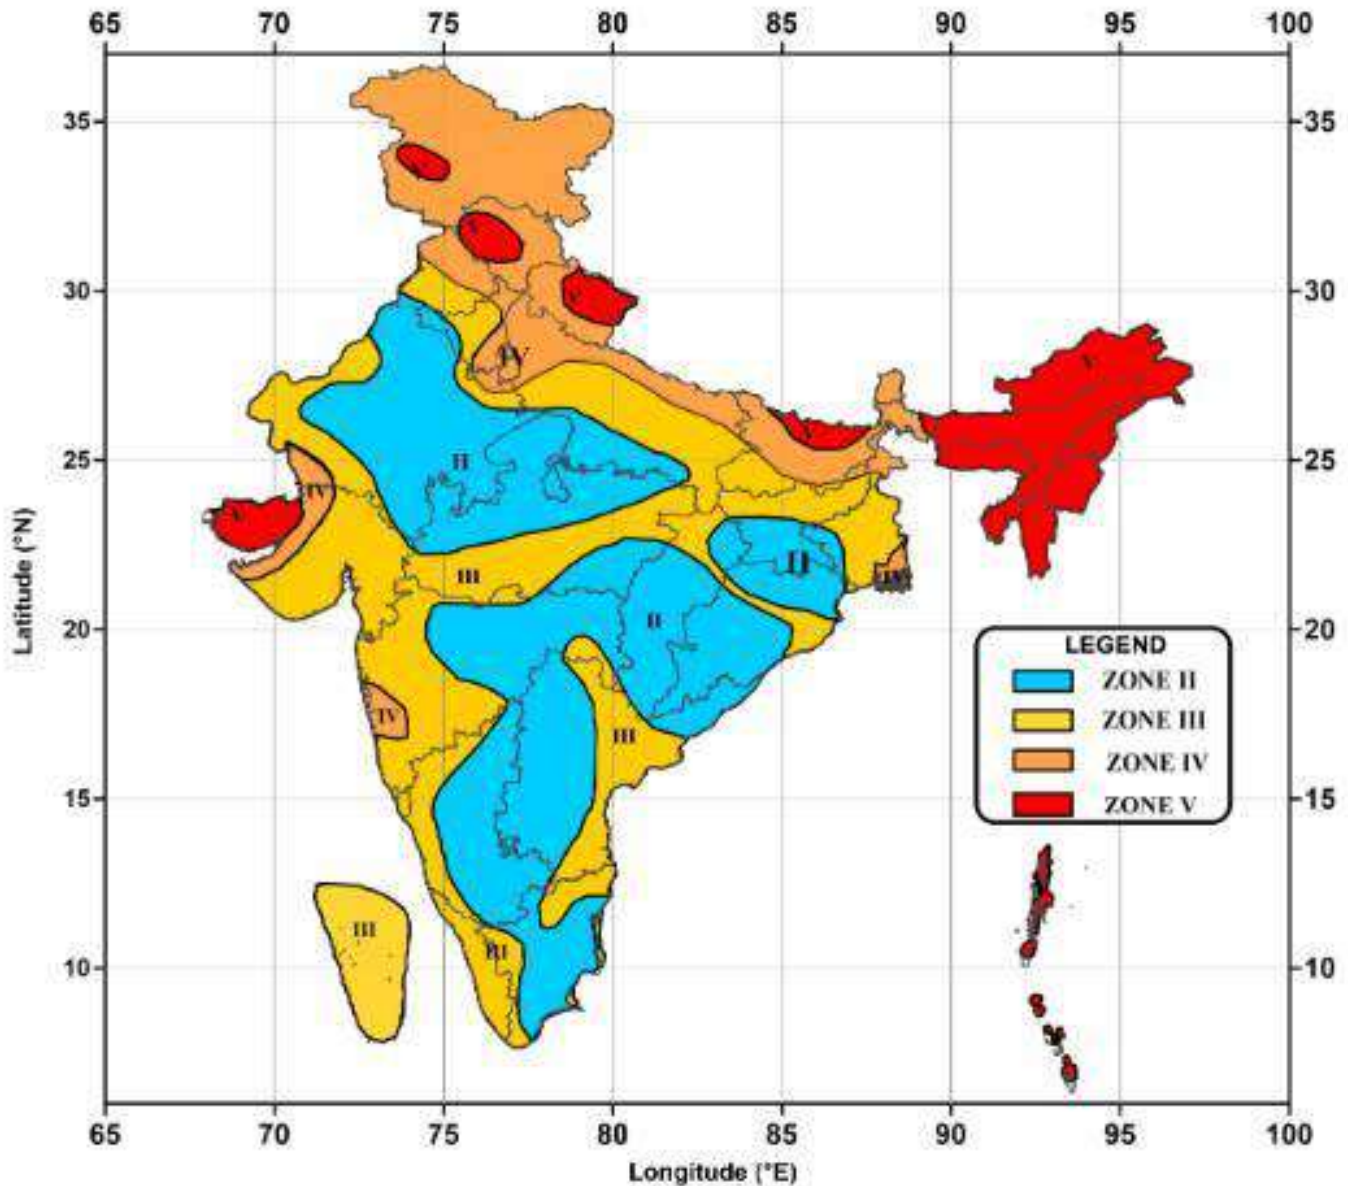 65 70 75 80 85 90 95 100
35 35
V
V
30 V 30
IV
V
V
25 II 25
IV
V
II
III
IV
20 II 20
IV
III
15 15
III
III
10 10
65 70 75 80 85 90 95 100
Latitude (°N)
Longitude (°E)
LEGEND
ZONE II
ZONE III
ZONE IV
ZONE V